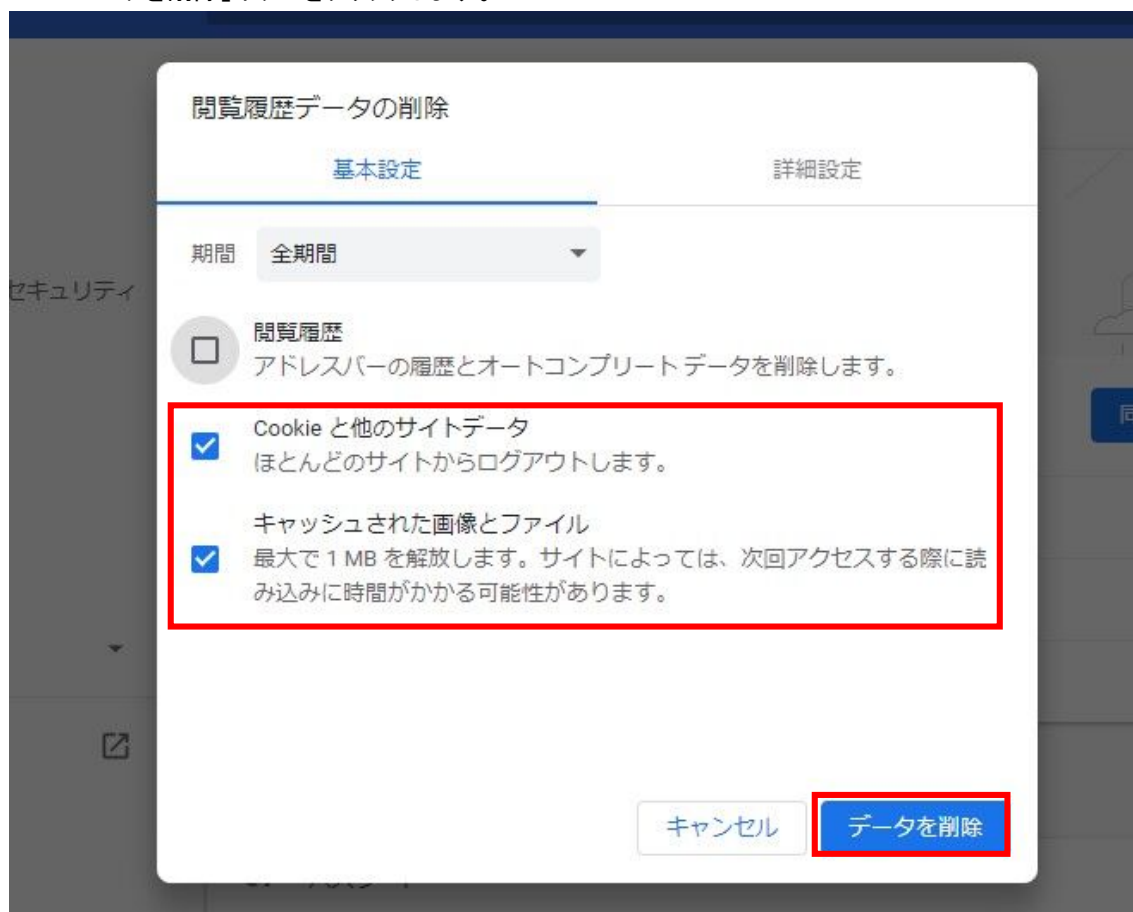 閲覧履歴データの削除
基本設定
詳細設定
期間 全期間
セキュリティ
閲覧履歴
アドレスバーの履歴とオートコンプリート データを削除します。
Cookie と他のサイトデータ
ほとんどのサイトからログアウトします。
キャッシュされた画像とファイル
最大で 1 MB を解放します。サイトによっては、次回アクセスする際に読
み込みに時間がかかる可能性があります。
キャンセル
データを削除